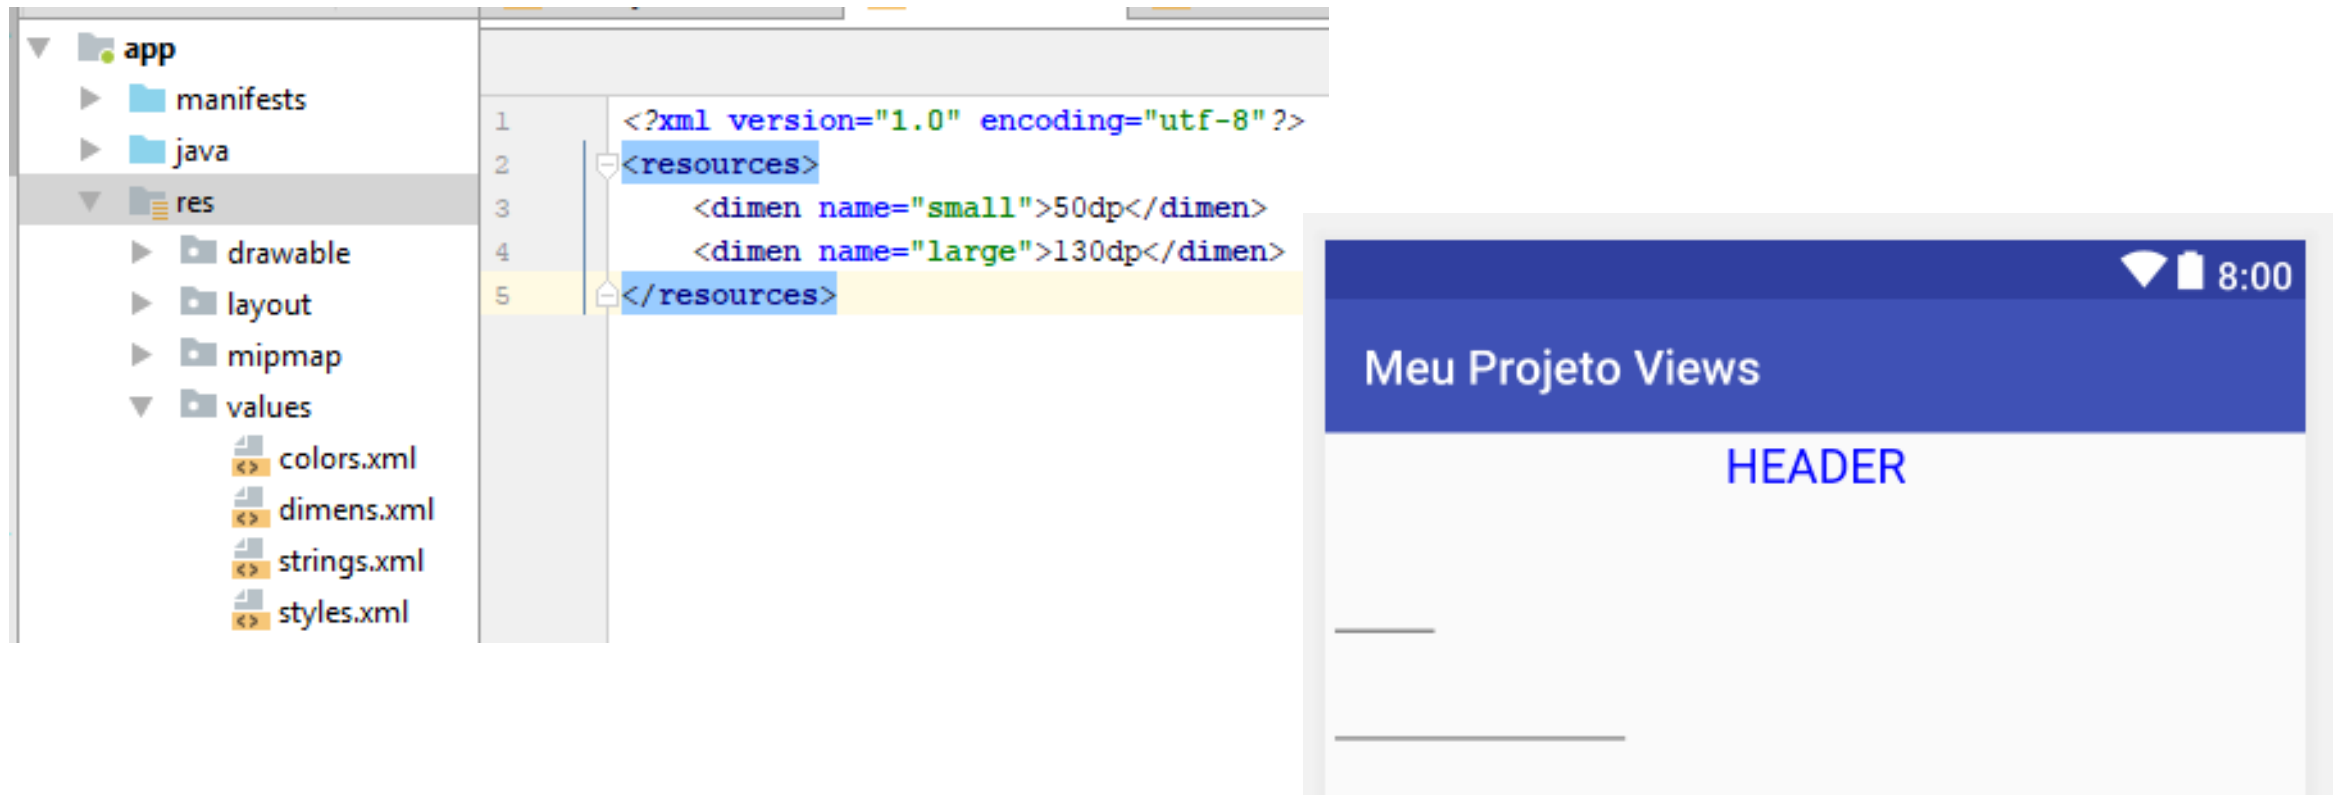 app
manifests
java
res
drawable
layout
mipmap
values
colors.xml
dimens.xml
strings.xml
styles.xml
1 <?xml version="1.0" encoding="utf-8"?>
2 <resources>
3 <dimen name="small">50dp</dimen>
4 <dimen name="large">130dp</dimen>
5 </resources>
8:00
Meu Projeto Views
HEADER